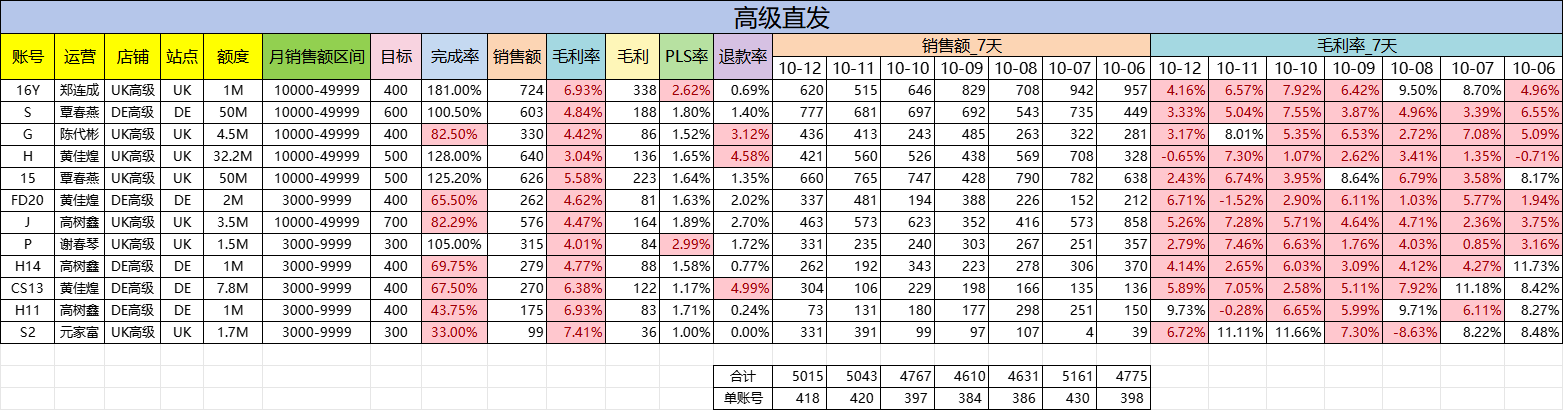 高级直发
账号 运营 店铺 站点 额度 月销售额区间 目标 完成率 销售额 毛利率 毛利 PLS率 退款率 销售额_7天 毛利率_7天
10-12 10-11 10-10 10-09 10-08 10-07 10-06 10-12 10-11 10-10 10-09 10-08 10-07 10-06
16Y 郑连成 UK高级 UK 1M 10000-49999 400 181.00% 724 6.93% 338 2.62% 0.69% 620 515 646 829 708 942 957 4.16% 6.57% 7.92% 6.42% 9.50% 8.70% 4.96%
S 覃春燕 DE高级 DE 50M 10000-49999 600 100.50% 603 4.84% 188 1.80% 1.40% 777 681 697 692 543 735 449 3.33% 5.04% 7.55% 3.87% 4.96% 3.39% 6.55%
G 陈代彬 UK高级 UK 4.5M 10000-49999 400 82.50% 330 4.42% 86 1.52% 3.12% 436 413 243 485 263 322 281 3.17% 8.01% 5.35% 6.53% 2.72% 7.08% 5.09%
H 黄佳煌 UK高级 UK 32.2M 10000-49999 500 128.00% 640 3.04% 136 1.65% 4.58% 421 560 526 438 569 708 328 -0.65% 7.30% 1.07% 2.62% 3.41% 1.35% -0.71%
15 覃春燕 UK高级 UK 50M 10000-49999 500 125.20% 626 5.58% 223 1.64% 1.35% 660 765 747 428 790 782 638 2.43% 6.74% 3.95% 8.64% 6.79% 3.58% 8.17%
FD20 黄佳煌 DE高级 DE 2M 3000-9999 400 65.50% 262 4.62% 81 1.63% 2.02% 337 481 194 388 226 152 212 6.71% -1.52% 2.90% 6.11% 1.03% 5.77% 1.94%
J 高树鑫 UK高级 UK 3.5M 10000-49999 700 82.29% 576 4.47% 164 1.89% 2.70% 463 573 623 352 416 573 858 5.26% 7.28% 5.71% 4.64% 4.71% 2.36% 3.75%
P 谢春琴 UK高级 UK 1.5M 3000-9999 300 105.00% 315 4.01% 84 2.99% 1.72% 331 235 240 303 267 251 357 2.79% 7.46% 6.63% 1.76% 4.03% 0.85% 3.16%
H14 高树鑫 DE高级 DE 1M 3000-9999 400 69.75% 279 4.77% 88 1.58% 0.77% 262 192 343 223 278 306 370 4.14% 2.65% 6.03% 3.09% 4.12% 4.27% 11.73%
CS13 黄佳煌 DE高级 DE 7.8M 3000-9999 400 67.50% 270 6.38% 122 1.17% 4.99% 304 106 229 198 166 135 136 5.89% 7.05% 2.58% 5.11% 7.92% 11.18% 8.42%
H11 高树鑫 DE高级 DE 1M 3000-9999 400 43.75% 175 6.93% 83 1.71% 0.24% 73 131 180 177 298 251 150 9.73% -0.28% 6.65% 5.99% 9.71% 6.11% 8.27%
S2 元家富 UK高级 UK 1.7M 3000-9999 300 33.00% 99 7.41% 36 1.00% 0.00% 331 391 99 97 107 4 39 6.72% 11.11% 11.66% 7.30% -8.63% 8.22% 8.48%
合计 5015 5043 4767 4610 4631 5161 4775
单账号 418 420 397 384 386 430 398